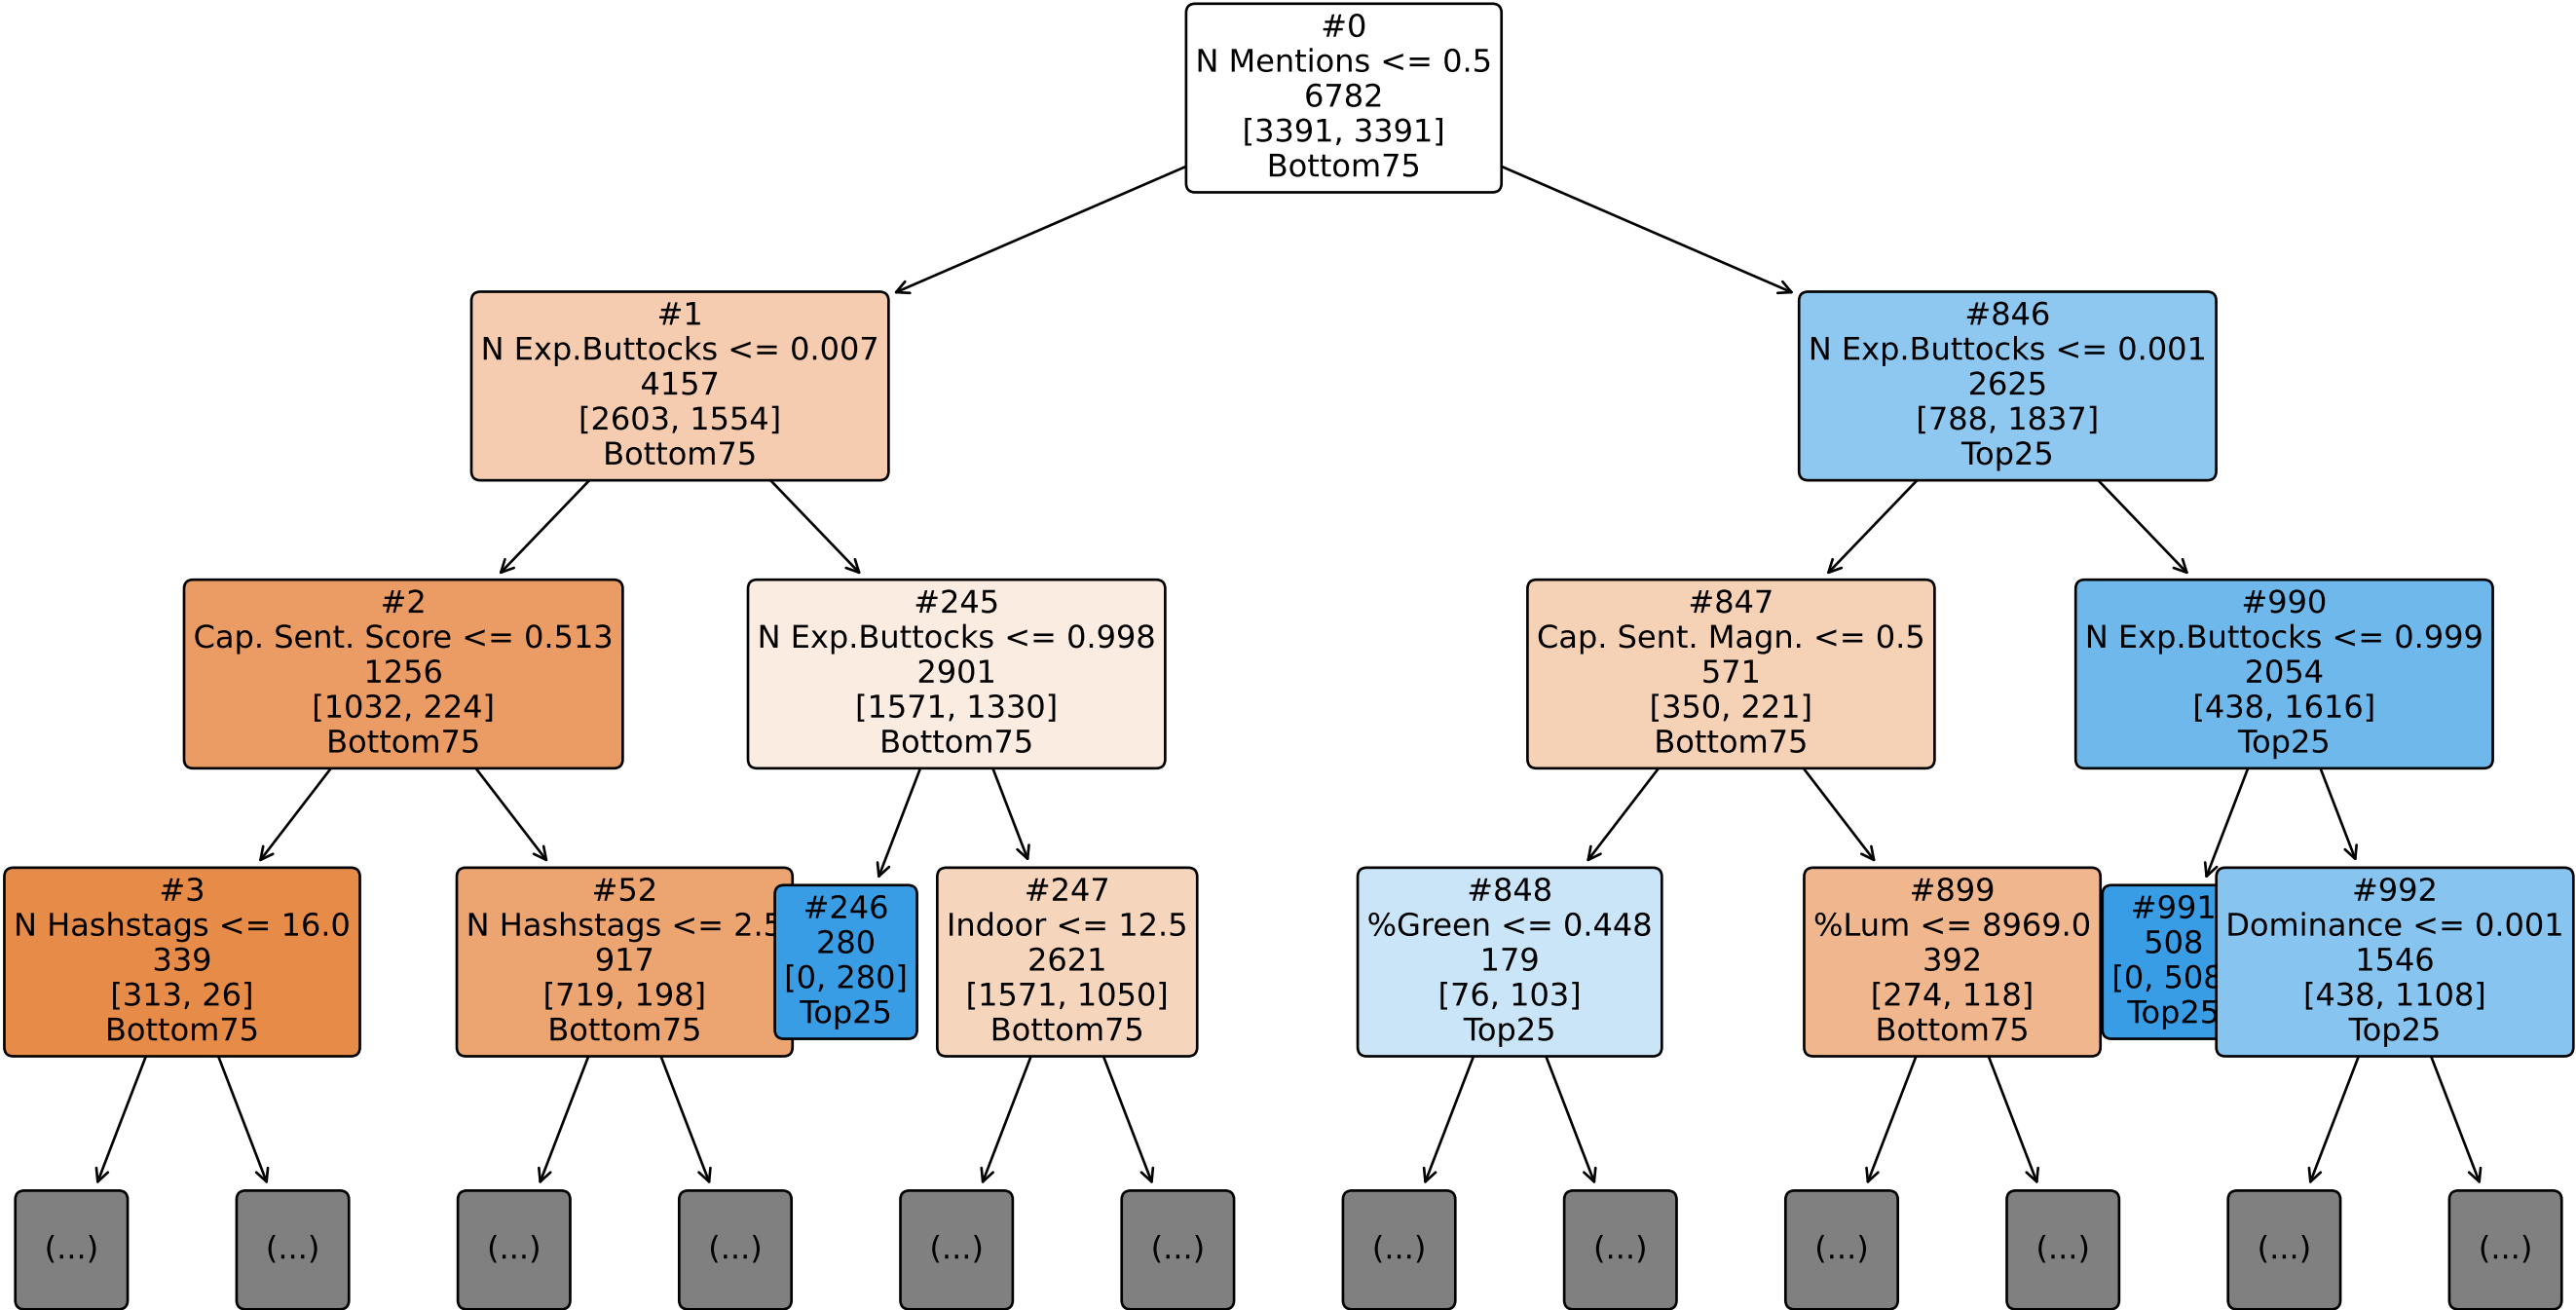 #0
N Mentions <= 0.5
6782
[3391, 3391]
Bottom75
#1
N Exp.Buttocks <= 0.007
4157
[2603, 1554]
Bottom75
#846
N Exp.Buttocks <= 0.001
2625
[788, 1837]
Top25
#2
Cap. Sent. Score <= 0.513
1256
[1032, 224]
Bottom75
#245
N Exp.Buttocks <= 0.998
2901
[1571, 1330]
Bottom75
#847
Cap. Sent. Magn. <= 0.5
571
[350, 221]
Bottom75
#990
N Exp.Buttocks <= 0.999
2054
[438, 1616]
Top25
#3
N Hashstags <= 16.0
339
[313, 26]
Bottom75
#52
N Hashstags <= 2.5
917
[719, 198]
Bottom75
#246
280
[0, 280]
Top25
#247
Indoor <= 12.5
2621
[1571, 1050]
Bottom75
#848
%Green <= 0.448
179
[76, 103]
Top25
#899
%Lum <= 8969.0
392
[274, 118]
Bottom75
#991
508
[0, 508
Top25
#992
Dominance <= 0.001
1546
[438, 1108]
Top25
(...)
(...)
(...)
(...)
(...)
(...)
(...)
(...)
(...)
(...)
(...)
(...)